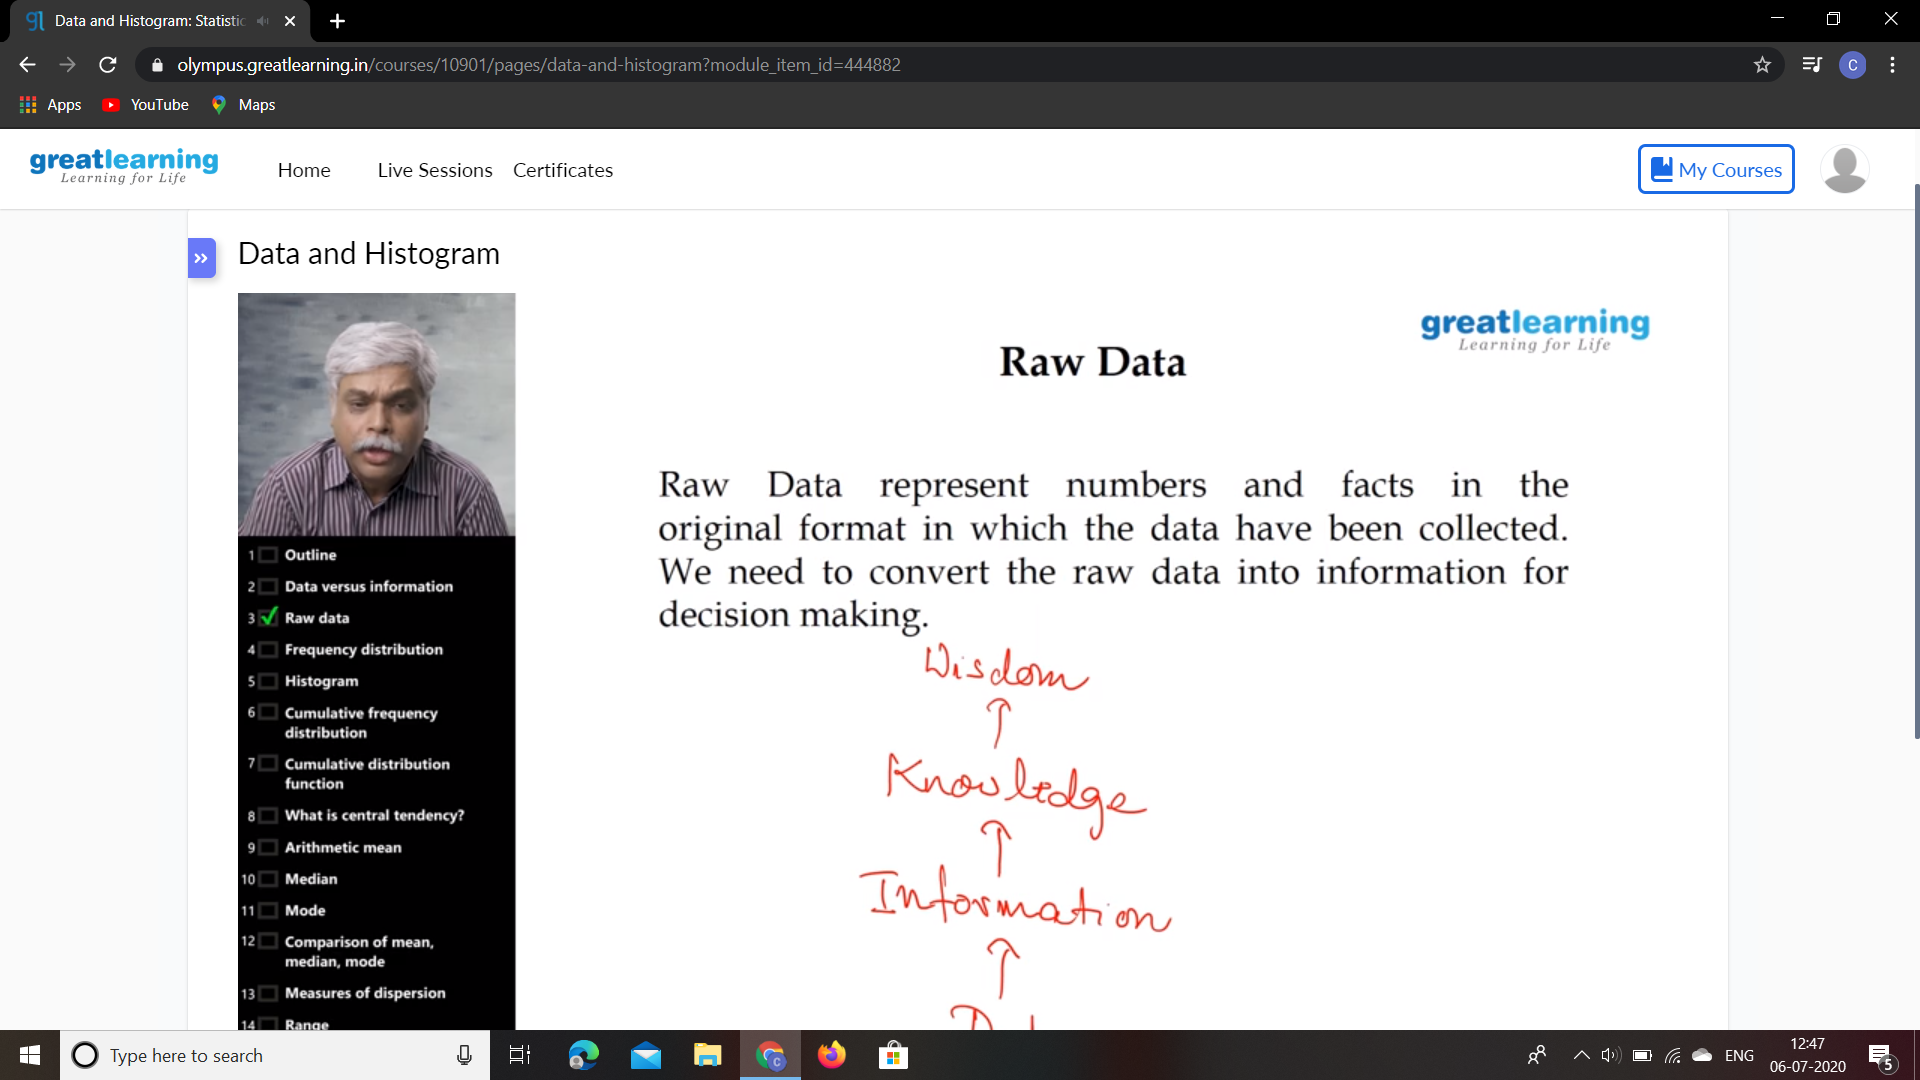 Data and Histogram: Statistic
olympus.greatlearning.in/courses/10901/pages/data-and-histogram?module_item_id=444882
C
Apps
YouTube
Maps
greatlearning
Learning for Life
Home
Live Sessions
Certificates
My Courses
Data and Histogram
greatlearning
Learning for Life
Raw Data
Raw Data represent numbers and facts in the
original format in which the data have been collected.
We need to convert the raw data into information for
decision making.
Wisdom
Knowledge
Information
1 Outline
2 Data versus information
3 Raw data
4 Frequency distribution
5 Histogram
6 Cumulative frequency
distribution
7 Cumulative distribution
function
8 What is central tendency?
9 Arithmetic mean
10 Median
11 Mode
12 Comparison of mean,
median, mode
13 Measures of dispersion
14 Range
Type here to search
ENG
12:47
06-07-2020
5